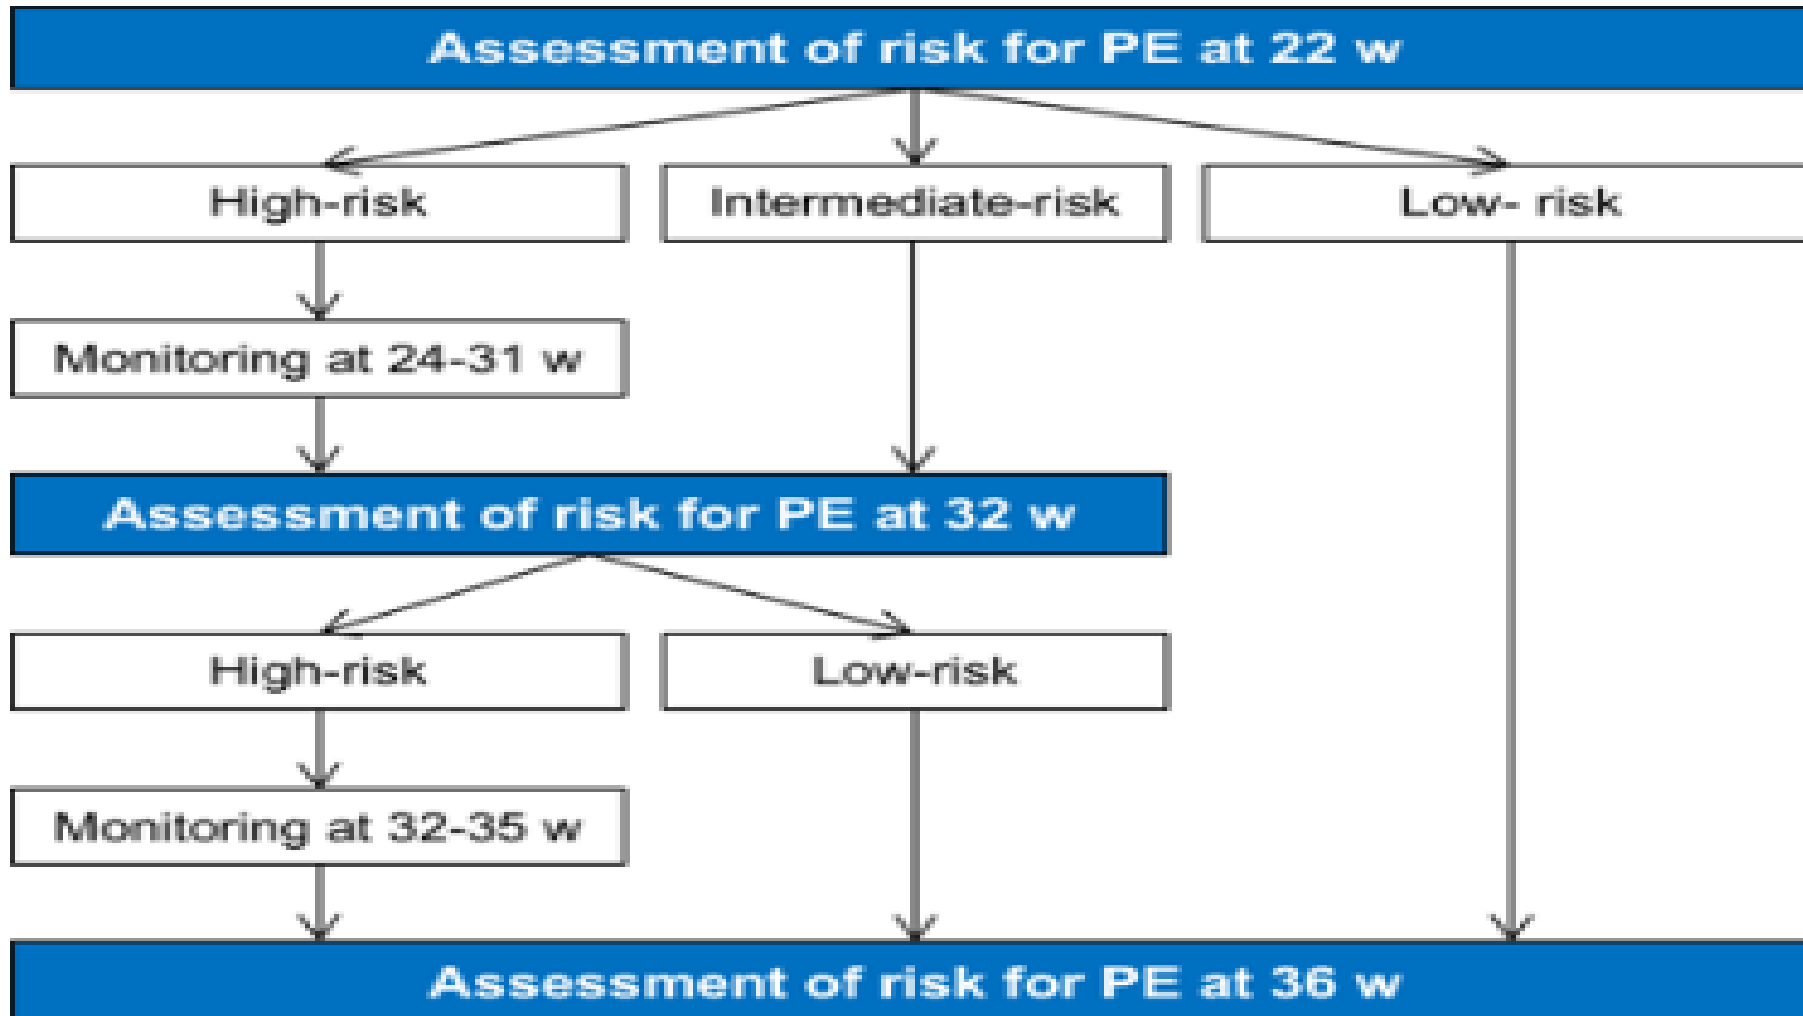 Assessment of risk for PE at 22 w
High-risk
Intermediate-risk
Low- risk
Monitoring at 24-31 w
Assessment of risk for PE at 32 w
High-risk
Low-risk
Monitoring at 32-35 w
Assessment of risk for PE at 36 w